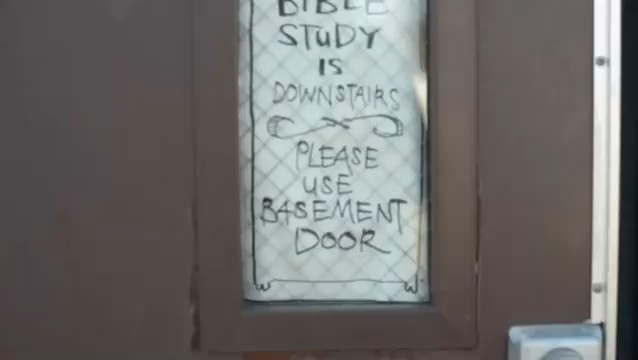 BIBLE
STUDY
IS
DOWNSTAIRS
PLEASE
USE
BASEMENT
DOOR